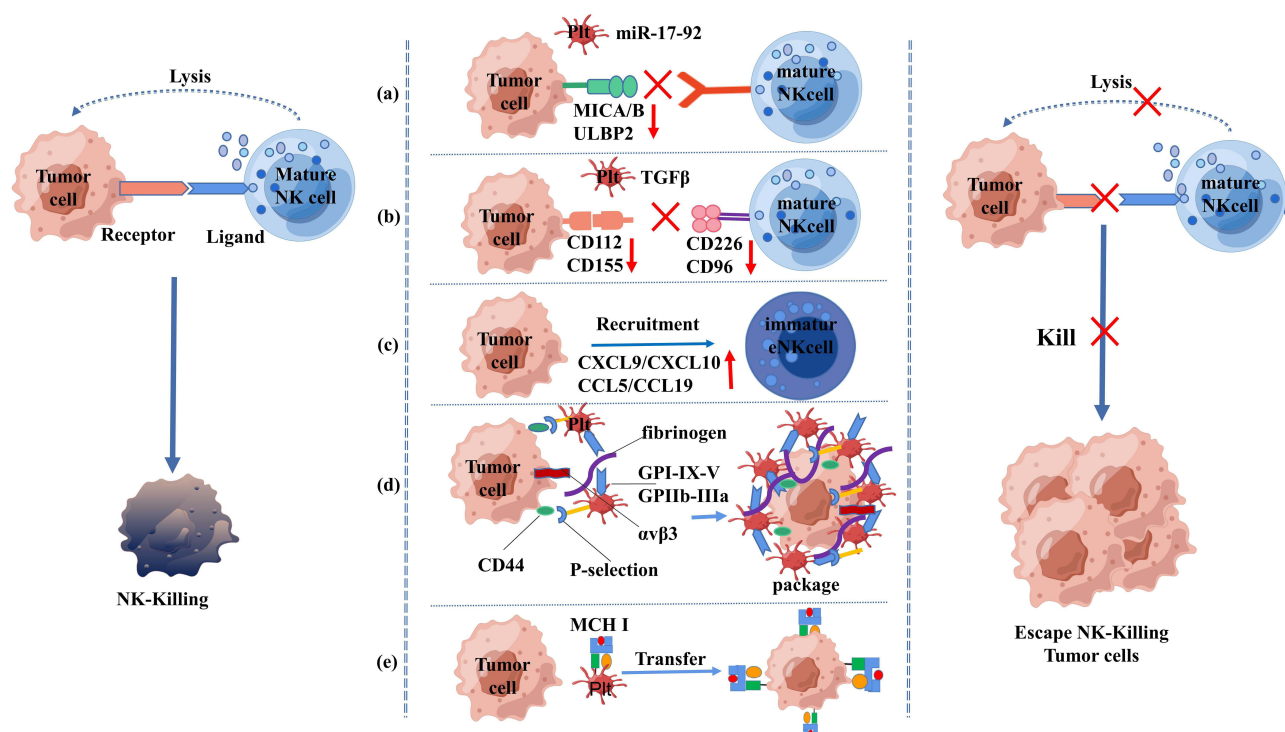 Lysis
Tumor
cell
Mature
NK cell
Receptor
Ligand
NK-Killing
(a)
Plt
miR-17-92
Tumor
cell
MICA/B
ULBP2
mature
NKcell
(b)
Plt
TGFβ
Tumor
cell
CD112
CD155
CD226
CD96
mature
NKcell
(c)
Tumor
cell
Recruitment
CXCL9/CXCL10
CCL5/CCL19
immatur
eNKcell
(d)
Plt
Tumor
cell
fibrinogen
GPI-IX-V
GPIIb-IIIa
αvβ3
CD44
P-selection
package
(e)
Tumor
cell
MCH I
Plt
Transfer
Lysis
Tumor
cell
mature
NKcell
Kill
Escape NK-Killing
Tumor cells